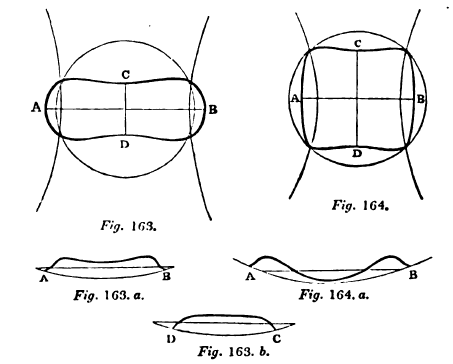 C
A
B
D
Fig. 163.
C
A
B
D
Fig. 164.
A
B
Fig. 163. a.
A
B
Fig. 164. a.
D
C
Fig. 163. b.